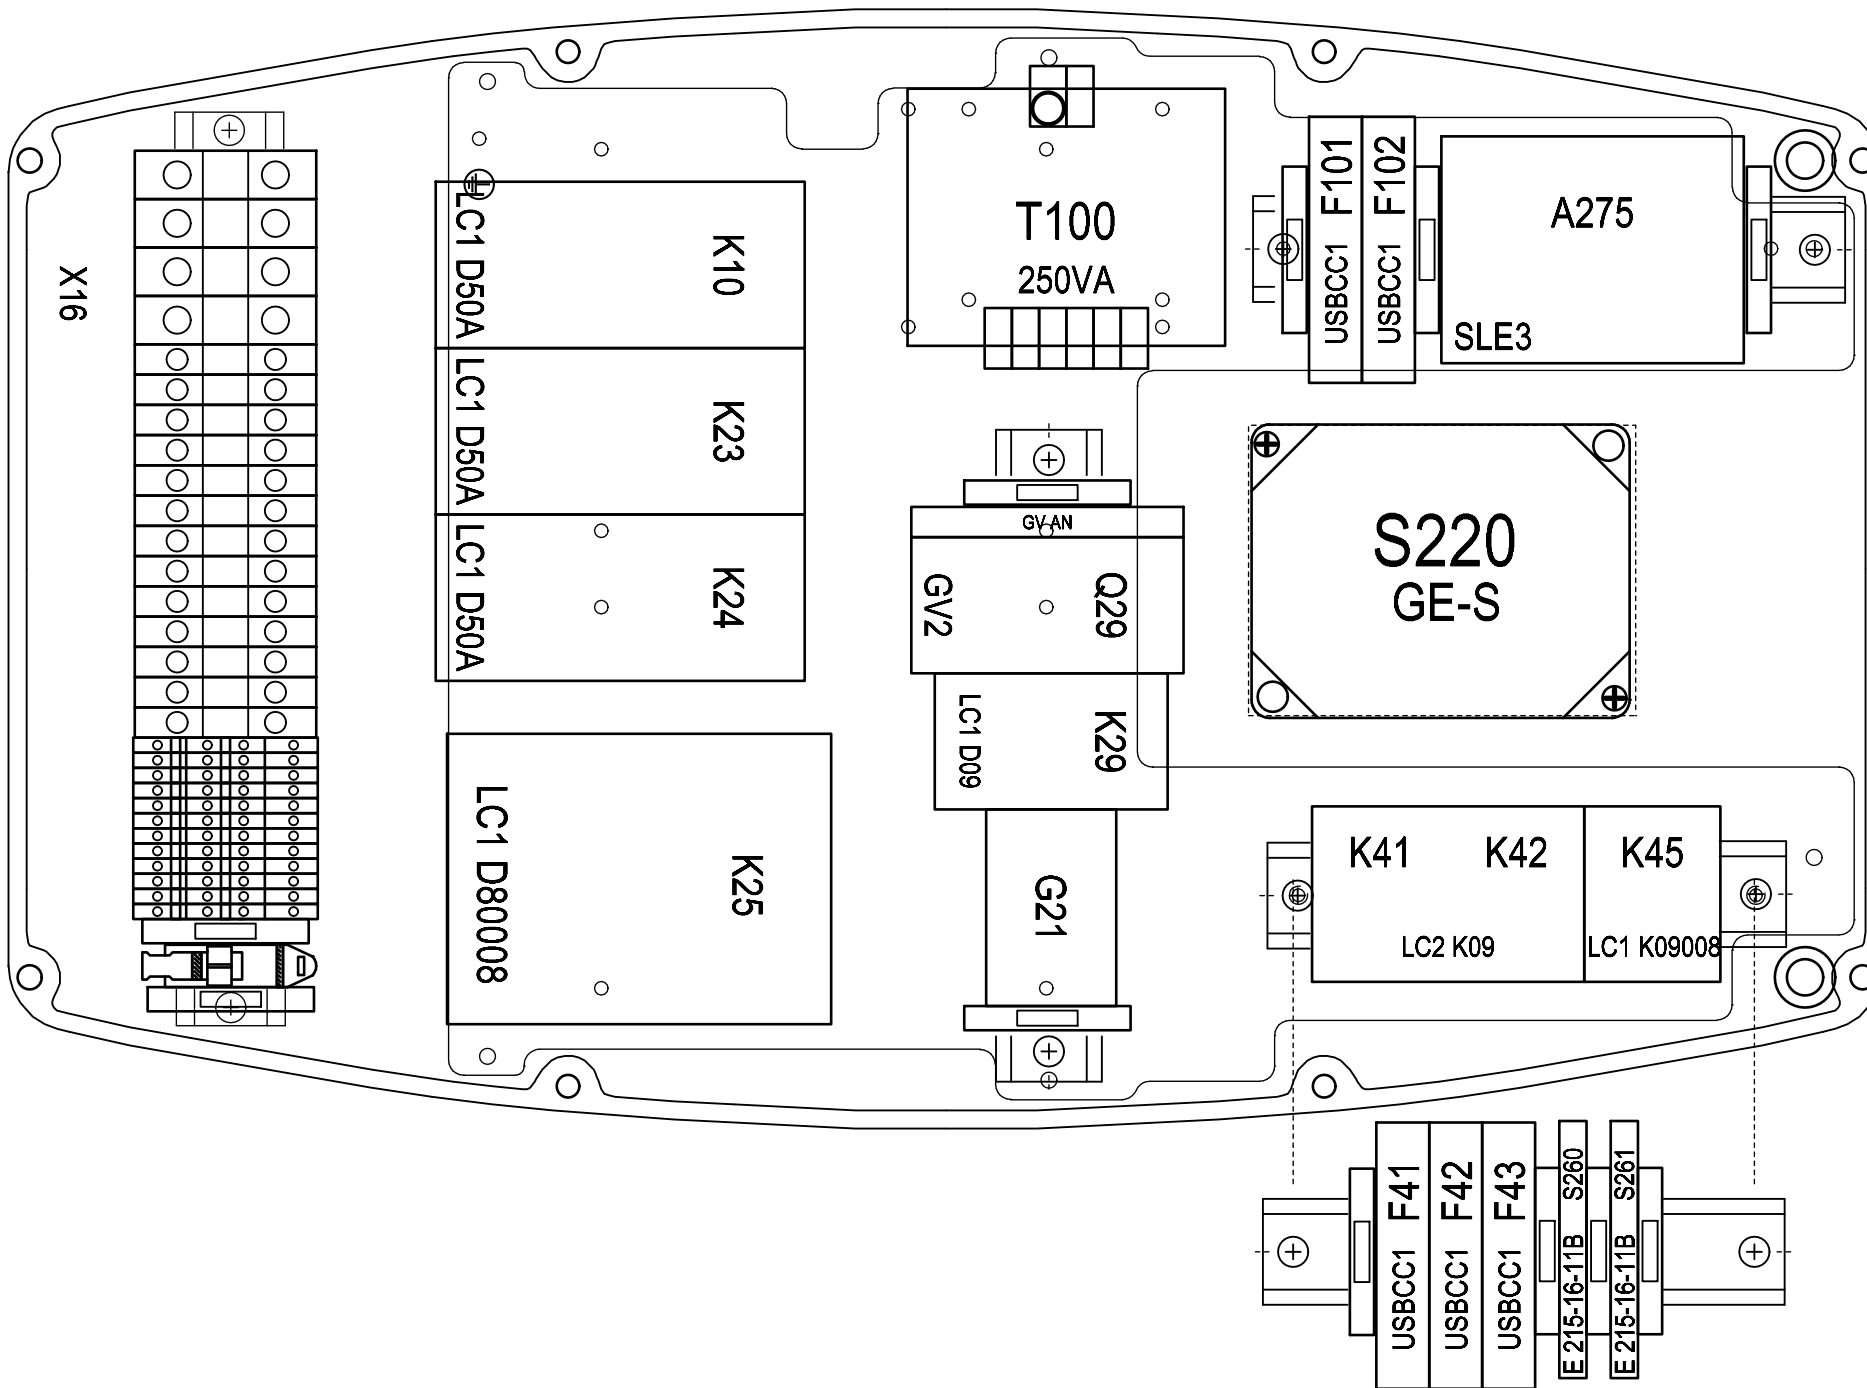 X16
LC1 D50A
K10
LC1 D50A
K23
LC1 D50A
K24
LC1 D80008
K25
T100
250VA
GV AN
GV2
Q29
LC1 D09
K29
G21
USBCC1 F101
USBCC1 F102
A275
SLE3
S220
GE-S
K41 K42 K45
LC2 K09
LC1 K09008
USBCC1 F41
USBCC1 F42
USBCC1 F43
E 215-16-11B S260
E 215-16-11B S261